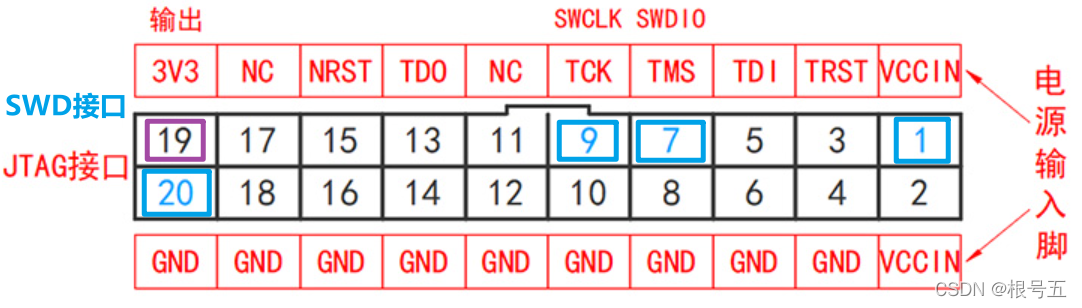 输出 SWCLK SWDIO
3V3 NC NRST TDO NC TCK TMS TDI TRST VCCIN
SWD接口
19 17 15 13 11 9 7 5 3 1
JTAG接口
20 18 16 14 12 10 8 6 4 2
GND GND GND GND GND GND GND GND GND VCCIN
电
源
输
入
脚
CSDN @根号五